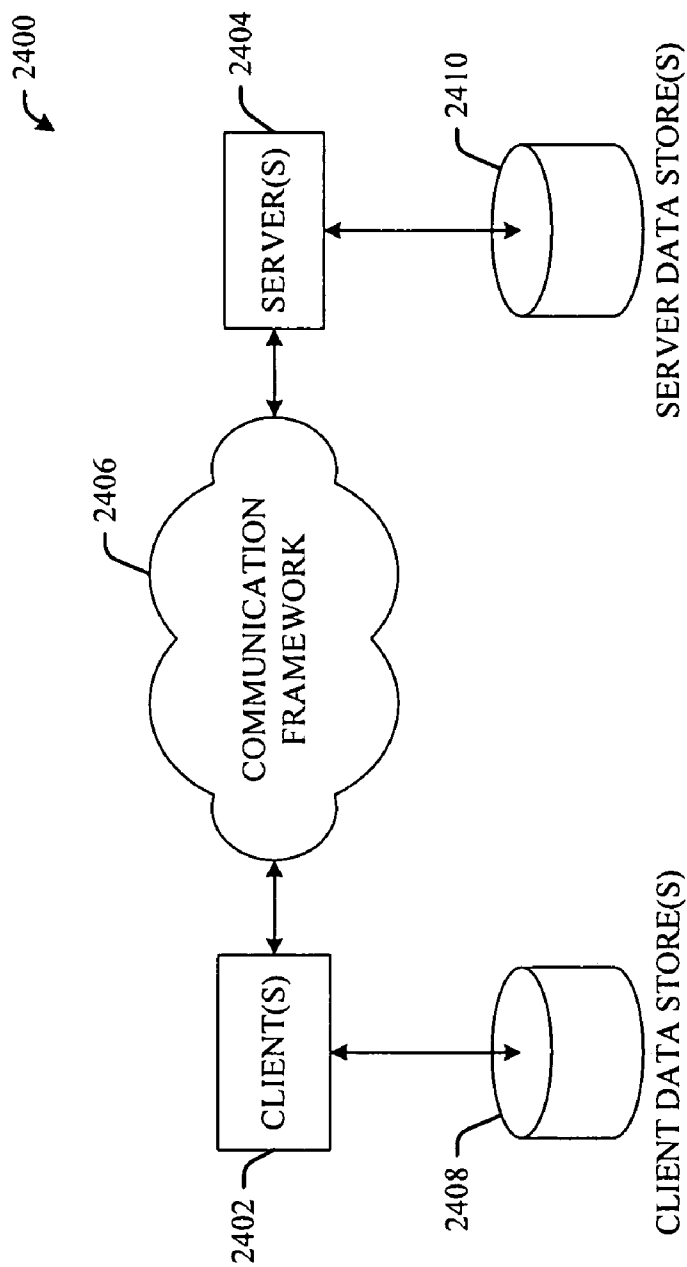 2400
2402
CLIENT(S)
2406
COMMUNICATION
FRAMEWORK
2404
SERVER(S)
2408
CLIENT DATA STORE(S)
2410
SERVER DATA STORE(S)